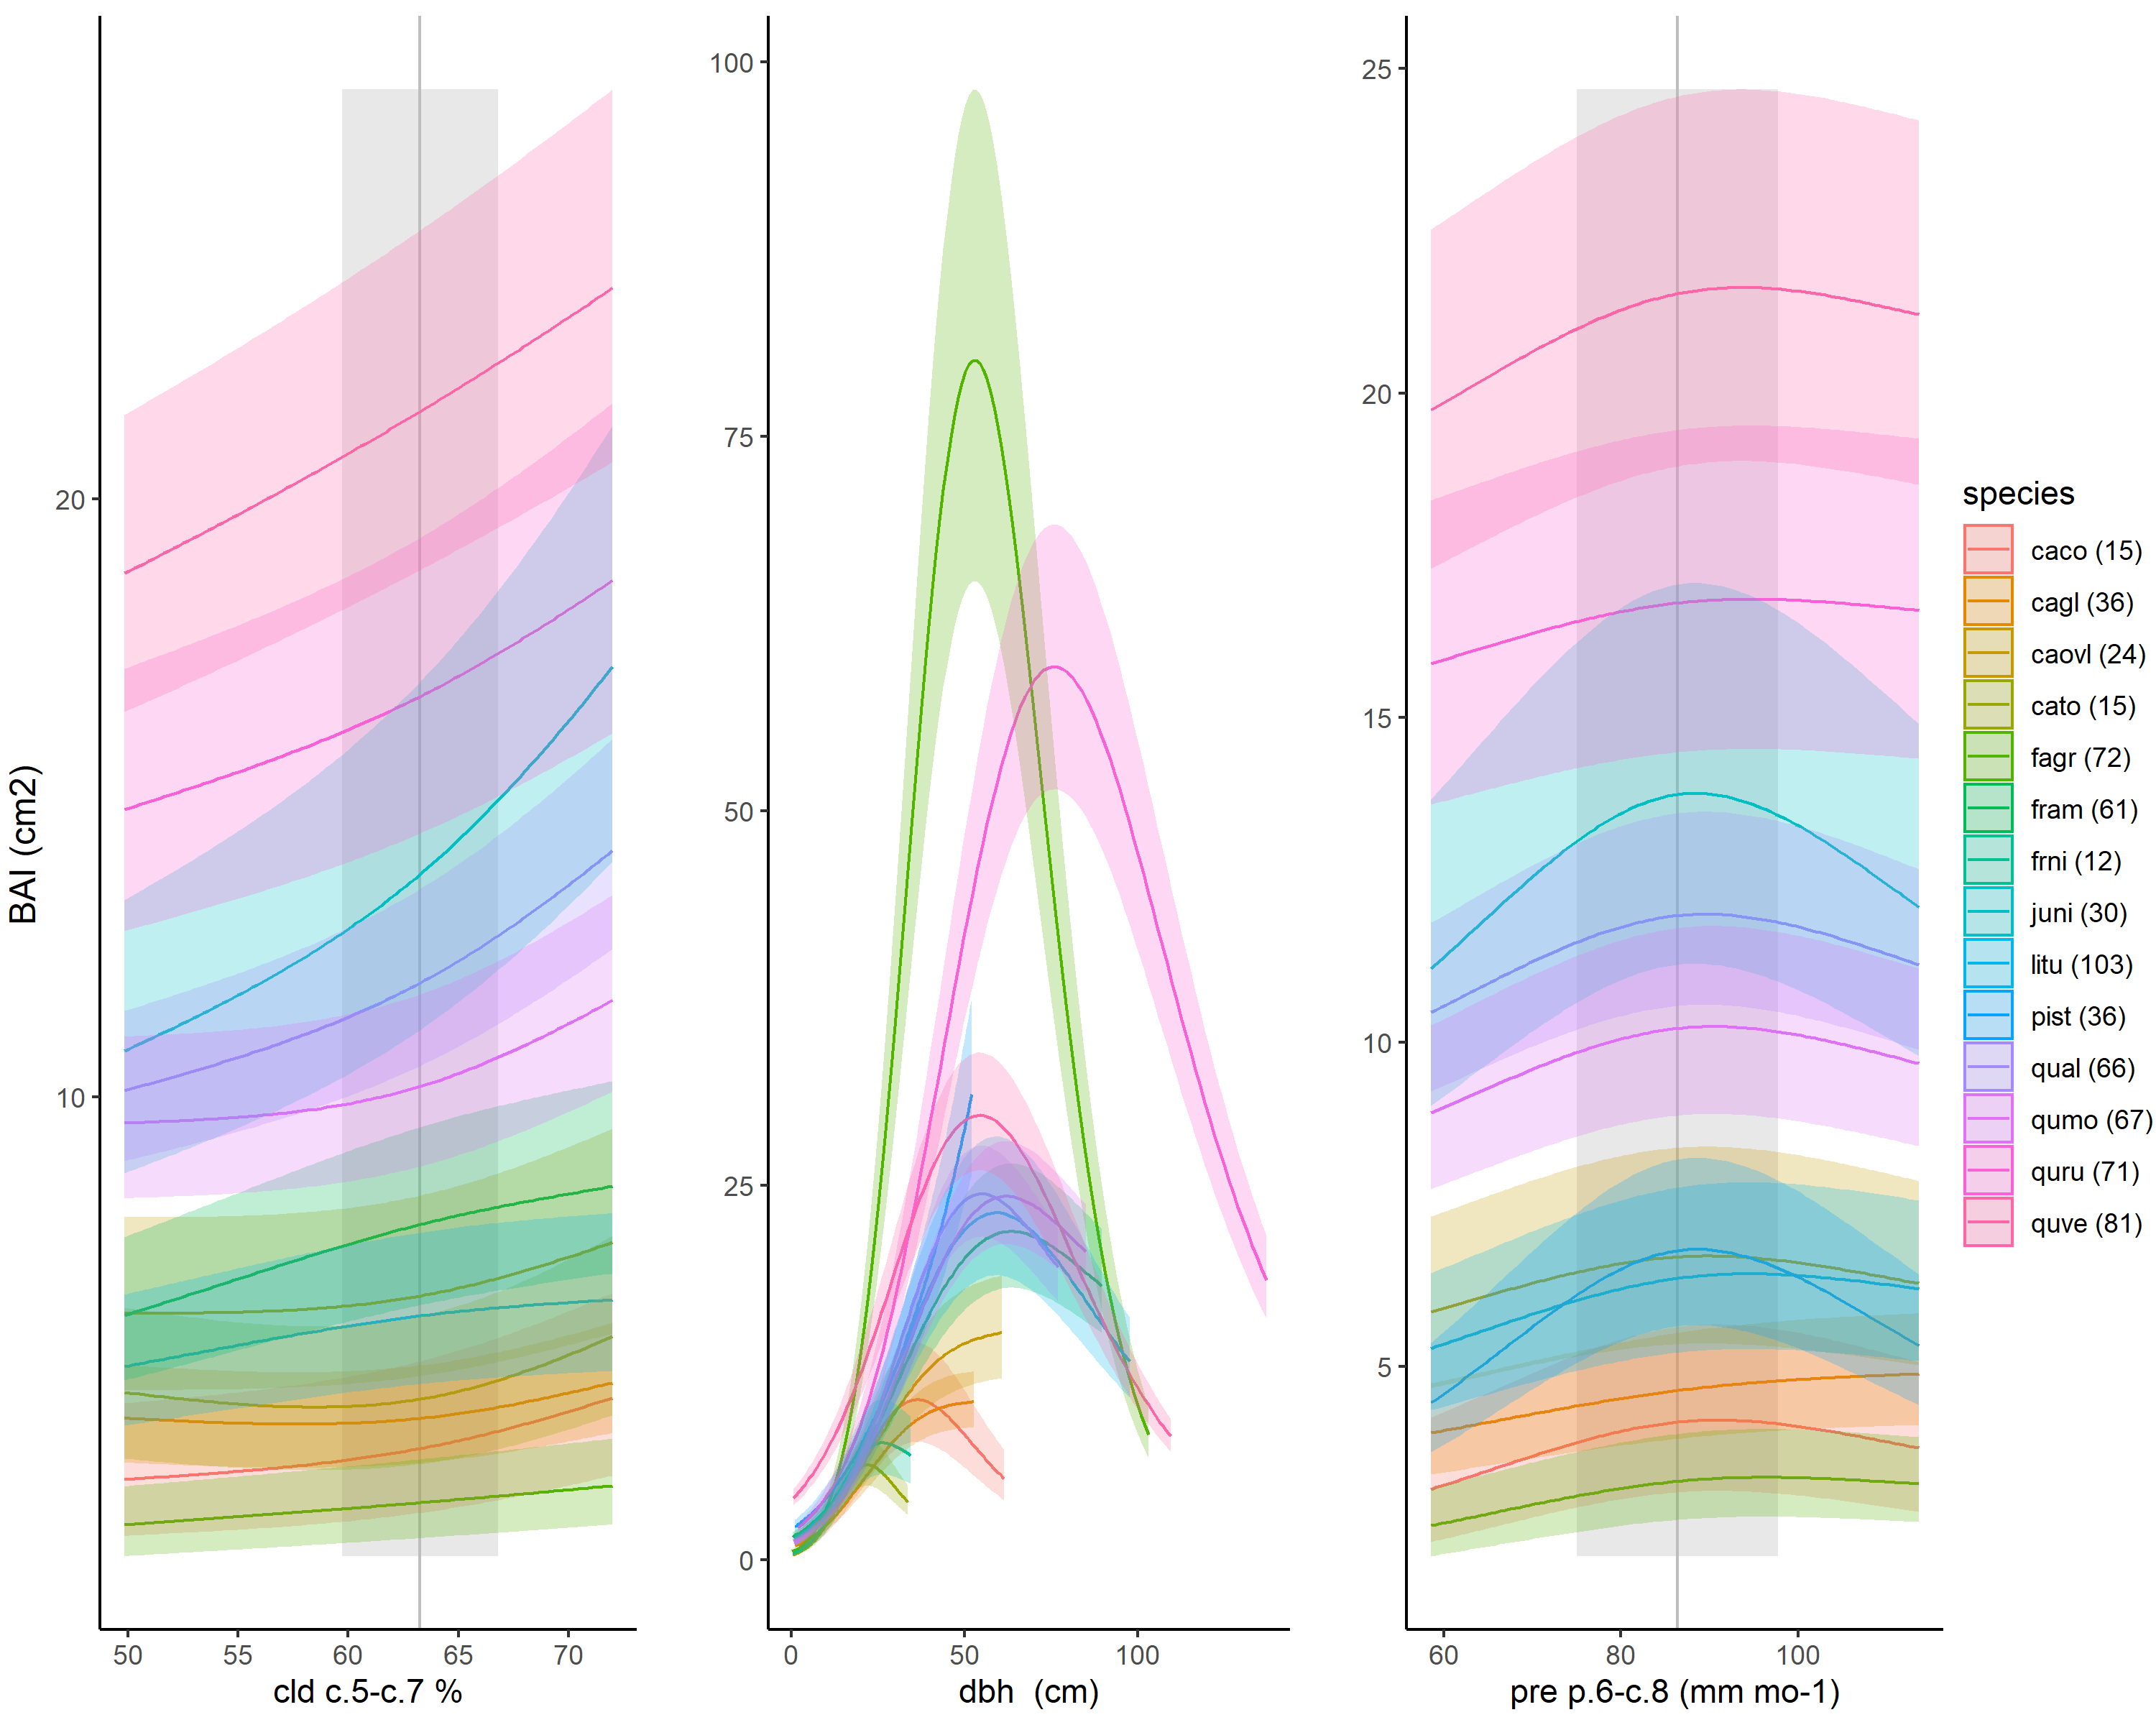 BAI (cm2)
20
10
50
55
60
65
70
cld c.5-c.7 %
100
75
50
25
0
0
50
100
dbh  (cm)
25
20
15
10
5
60
80
100
pre p.6-c.8 (mm mo-1)
species
caco (15)
cagl (36)
caovl (24)
cato (15)
fagr (72)
fram (61)
frni (12)
juni (30)
litu (103)
pist (36)
qual (66)
qumo (67)
quru (71)
quve (81)